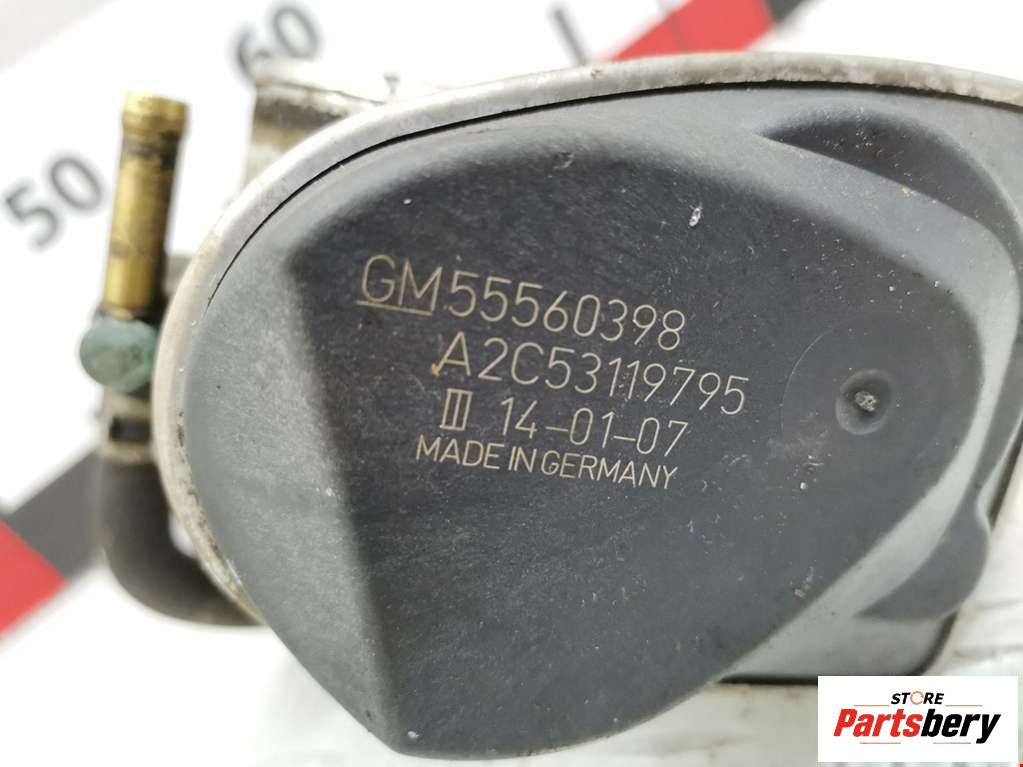 60
50
GM55560398
A2C53119795
III 14-01-07
MADE IN GERMANY
STORE
Partsbery